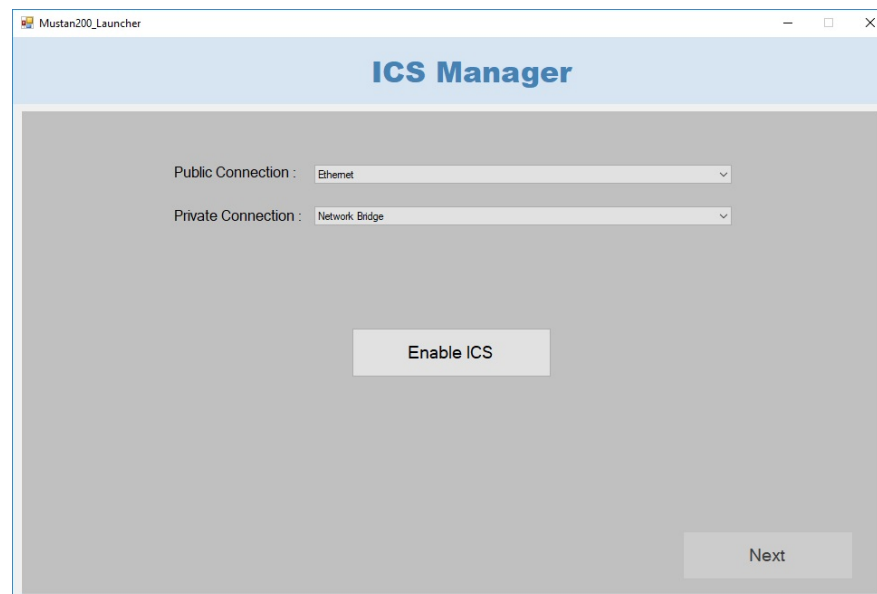 Mustan200_Launcher
ICS Manager
Public Connection : Ethernet
Private Connection : Network Bridge
Enable ICS
Next